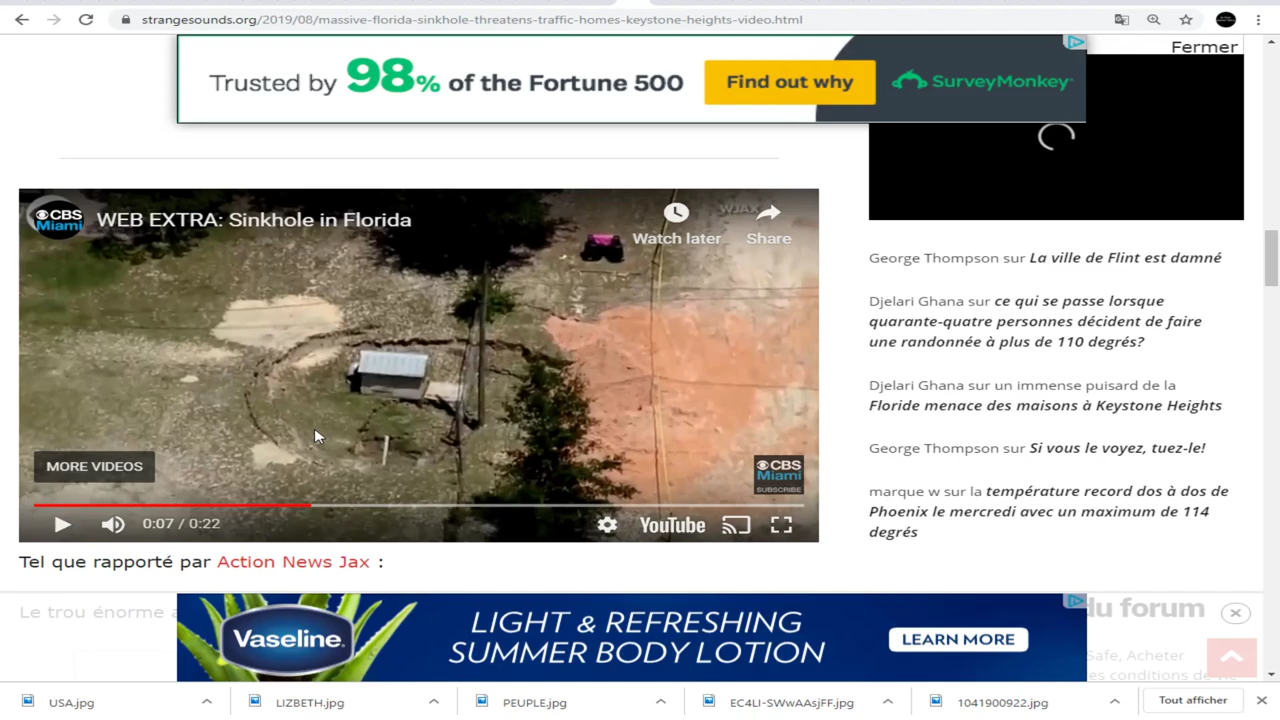 strangesounds.org/2019/08/massive-florida-sinkhole-threatens-traffic-homes-keystone-heights-video.html
Fermer
Trusted by 98% of the Fortune 500
Find out why
SurveyMonkey
CBS
Miami
WEB EXTRA: Sinkhole in Florida
WJAX
Watch later
Share
MORE VIDEOS
CBS
Miami
SUBSCRIBE
0:07 / 0:22
YouTube
George Thompson sur La ville de Flint est damné
Djelari Ghana sur ce qui se passe lorsque
quarante-quatre personnes décident de faire
une randonnée à plus de 110 degrés?
Djelari Ghana sur un immense puisard de la
Floride menace des maisons à Keystone Heights
George Thompson sur Si vous le voyez, tuez-le!
marque w sur la température record dos à dos de
Phoenix le mercredi avec un maximum de 114
degrés
Tel que rapporté par Action News Jax :
Le trou énorme a
du forum
Vaseline.
LIGHT & REFRESHING
SUMMER BODY LOTION
LEARN MORE
Safe, Acheter
es conditions de vie
USA.jpg
LIZBETH.jpg
PEUPLE.jpg
EC4LI-SWwAAsjFF.jpg
1041900922.jpg
Tout afficher